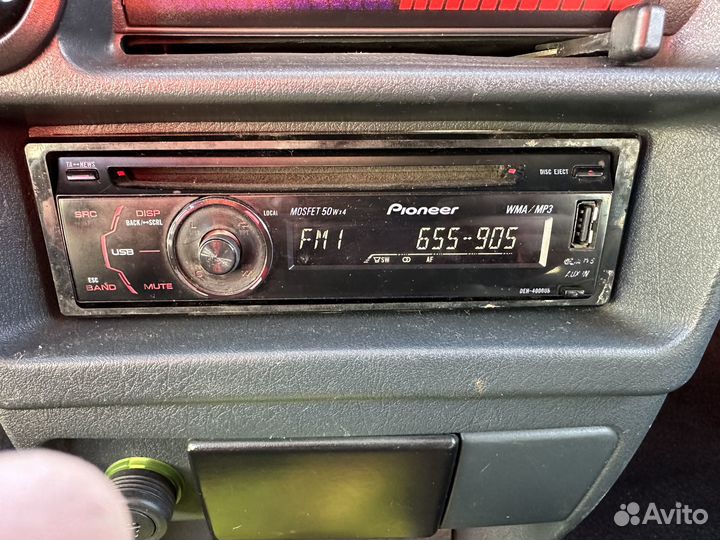 TA↔NEWS
DISC EJECT
SRC
DISP
BACK/↔SCRL
LOCAL
MOSFET 50W×4
Pioneer
WMA/MP3
USB
FM1 655-905
SW AF
ESC
BAND
MUTE
AUX IN
DEH-4000UB
Avito